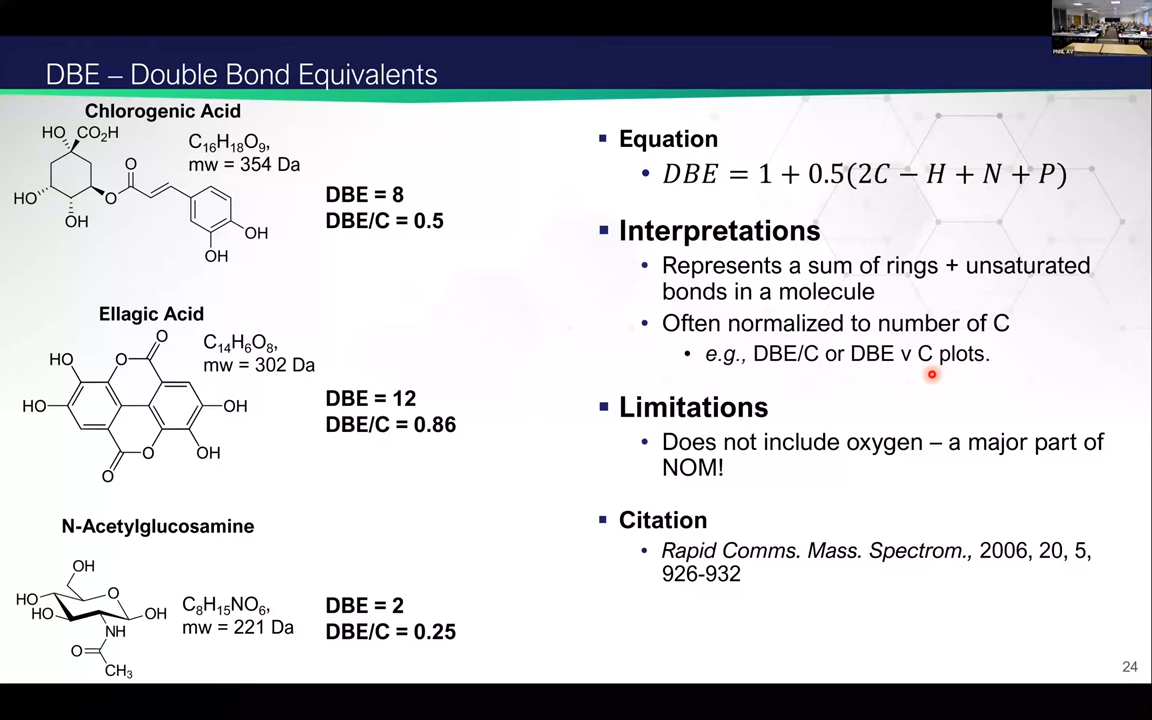 DBE – Double Bond Equivalents
PNNL AV
Chlorogenic Acid
HO
CO₂H
O
HO
O
OH
OH
OH
C₁₆H₁₈O₉,
mw = 354 Da
DBE = 8
DBE/C = 0.5
Ellagic Acid
O
HO
O
HO
OH
O
OH
O
C₁₄H₆O₈,
mw = 302 Da
DBE = 12
DBE/C = 0.86
N-Acetylglucosamine
OH
HO
O
HO
OH
NH
O
CH₃
C₈H₁₅NO₆,
mw = 221 Da
DBE = 2
DBE/C = 0.25
▪ Equation
• DBE = 1 + 0.5(2C − H + N + P)
▪ Interpretations
• Represents a sum of rings + unsaturated
bonds in a molecule
• Often normalized to number of C
• e.g., DBE/C or DBE v C plots.
▪ Limitations
• Does not include oxygen – a major part of
NOM!
▪ Citation
• Rapid Comms. Mass. Spectrom., 2006, 20, 5,
926-932
24